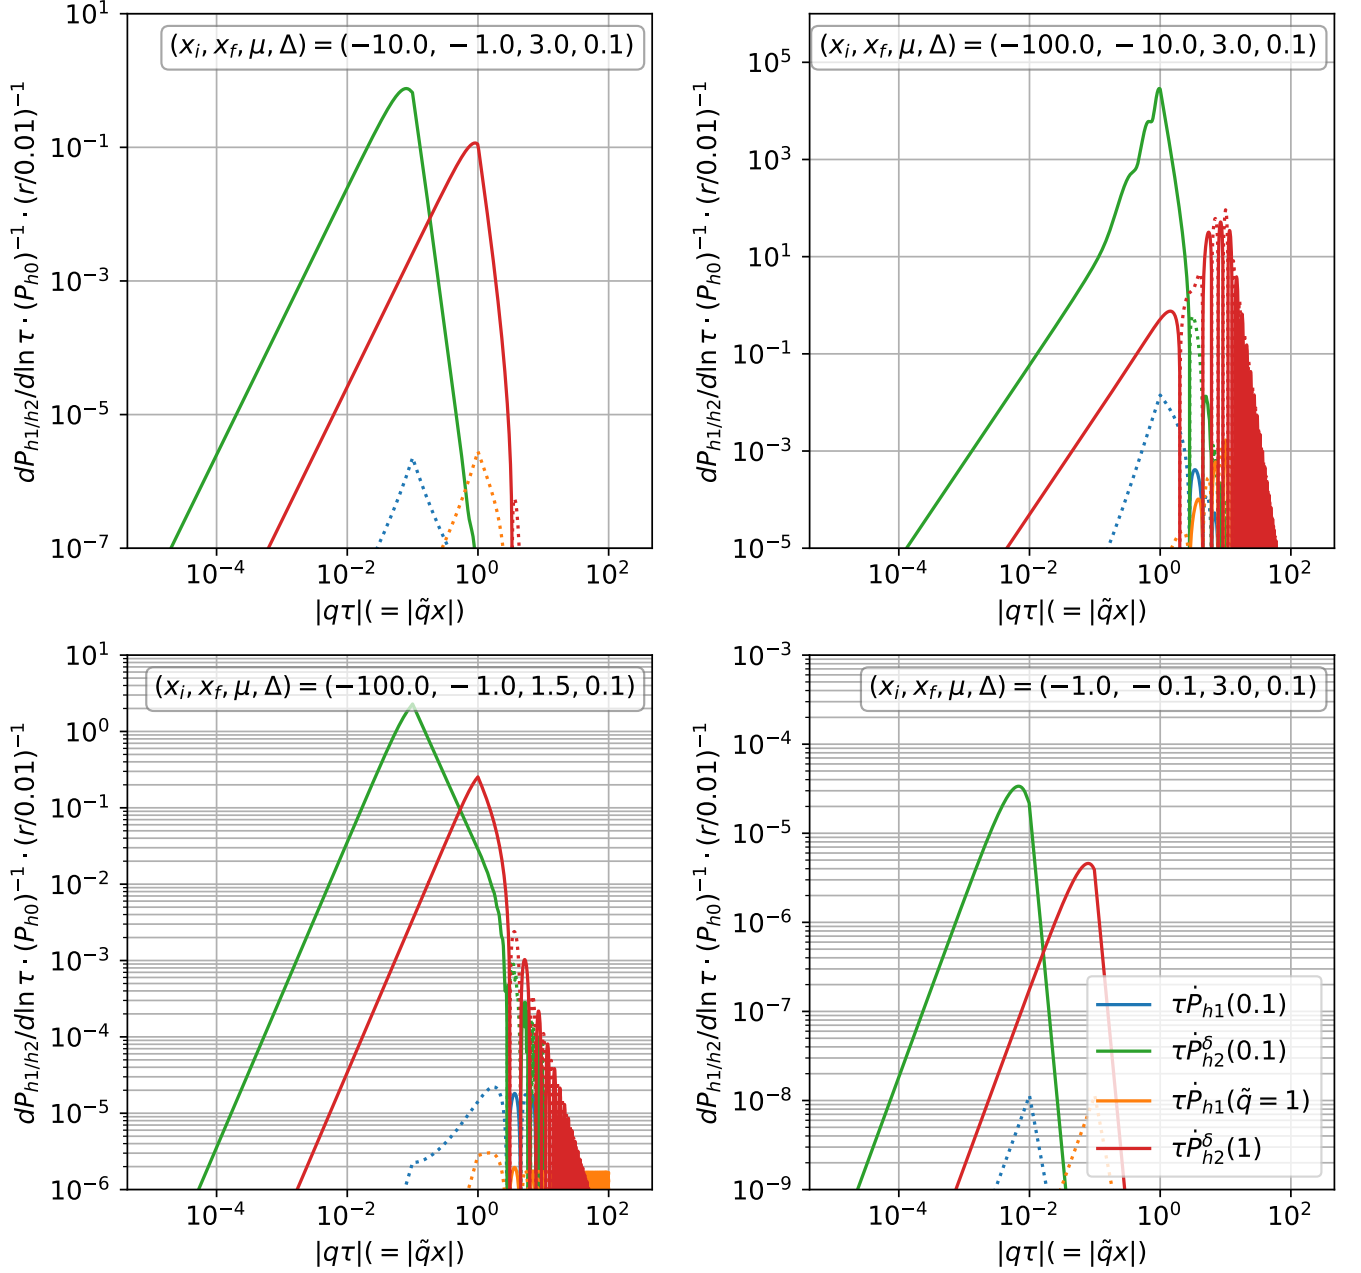 10^1
10^-1
10^-3
10^-5
10^-7
dP_{h1/h2}/d ln τ · (P_{h0})^{-1} · (r/0.01)^{-1}
(x_i, x_f, μ, Δ) = (−10.0, −1.0, 3.0, 0.1)
10^-4 10^-2 10^0 10^2
|qτ|( = |q̃x|)
10^5
10^3
10^1
10^-1
10^-3
10^-5
dP_{h1/h2}/d ln τ · (P_{h0})^{-1} · (r/0.01)^{-1}
(x_i, x_f, μ, Δ) = (−100.0, −10.0, 3.0, 0.1)
10^-4 10^-2 10^0 10^2
|qτ|( = |q̃x|)
10^1
10^0
10^-1
10^-2
10^-3
10^-4
10^-5
10^-6
dP_{h1/h2}/d ln τ · (P_{h0})^{-1} · (r/0.01)^{-1}
(x_i, x_f, μ, Δ) = (−100.0, −1.0, 1.5, 0.1)
10^-4 10^-2 10^0 10^2
|qτ|( = |q̃x|)
10^-3
10^-4
10^-5
10^-6
10^-7
10^-8
10^-9
dP_{h1/h2}/d ln τ · (P_{h0})^{-1} · (r/0.01)^{-1}
(x_i, x_f, μ, Δ) = (−1.0, −0.1, 3.0, 0.1)
τṖ_{h1}(0.1)
τṖ^δ_{h2}(0.1)
τṖ_{h1}(q̃ = 1)
τṖ^δ_{h2}(1)
10^-4 10^-2 10^0 10^2
|qτ|( = |q̃x|)